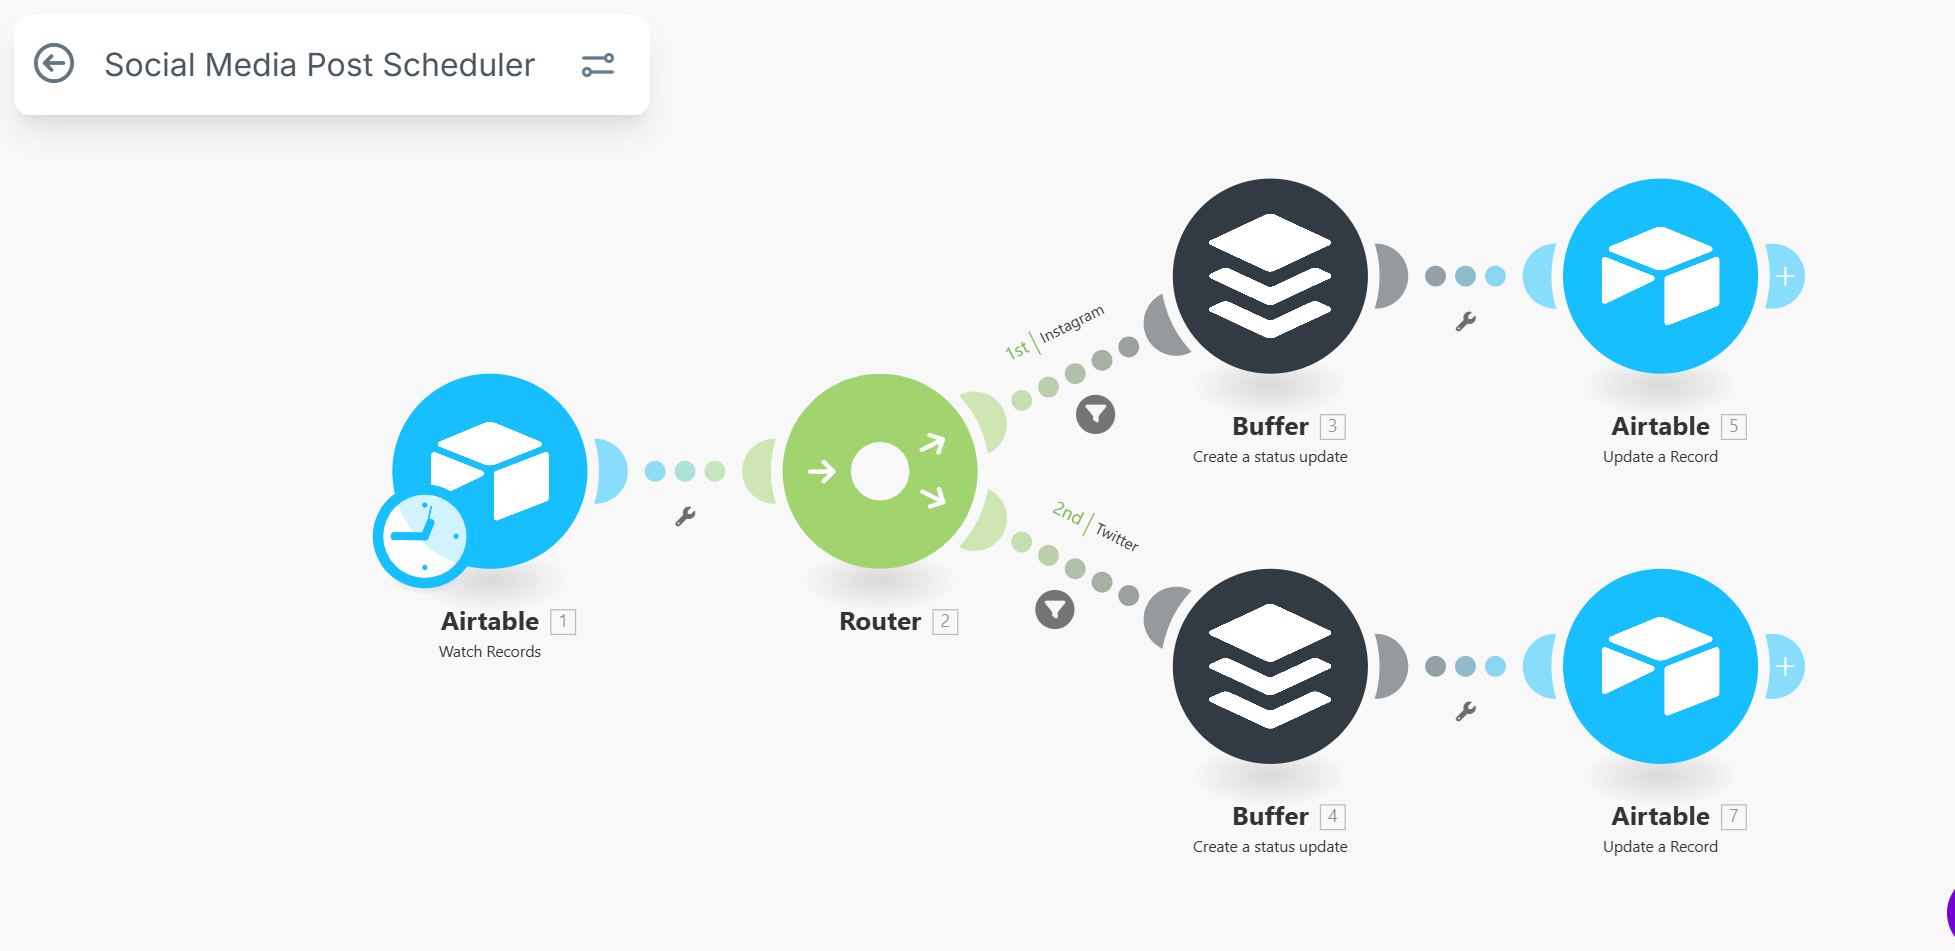 Social Media Post Scheduler
1st Instagram
Buffer 3
Create a status update
Airtable 5
Update a Record
Airtable 1
Watch Records
Router 2
2nd Twitter
Buffer 4
Create a status update
Airtable 7
Update a Record